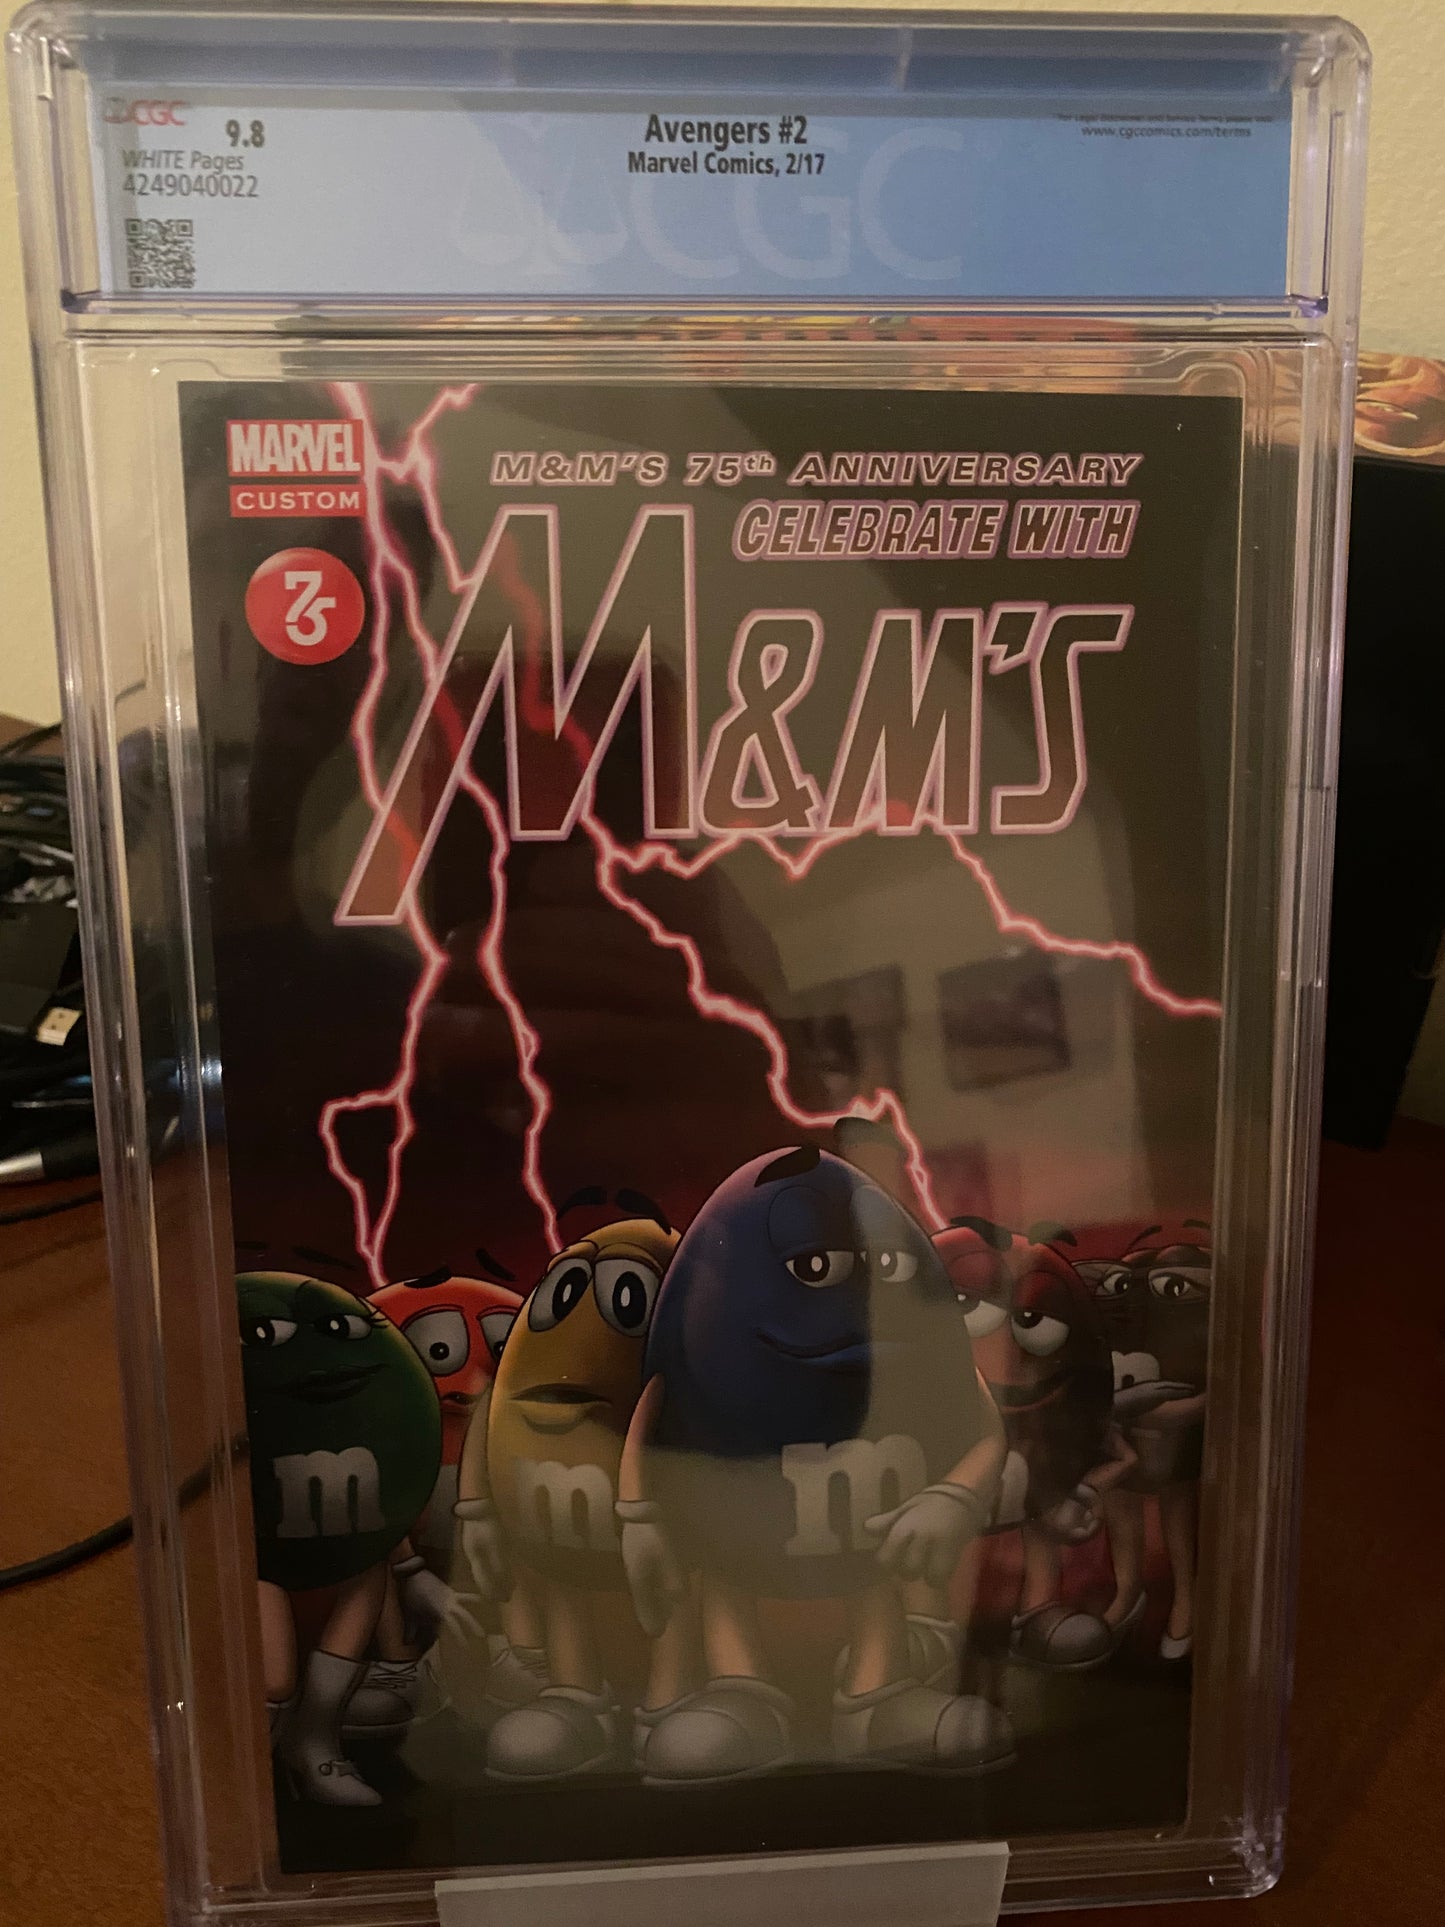 CGC
9.8
WHITE Pages
4249040022
Avengers #2
Marvel Comics, 2/17
www.cgccomics.com/terms
CGC
MARVEL
CUSTOM
75
M&M'S 75th ANNIVERSARY
CELEBRATE WITH
M&M'S
m
m
m
m
m